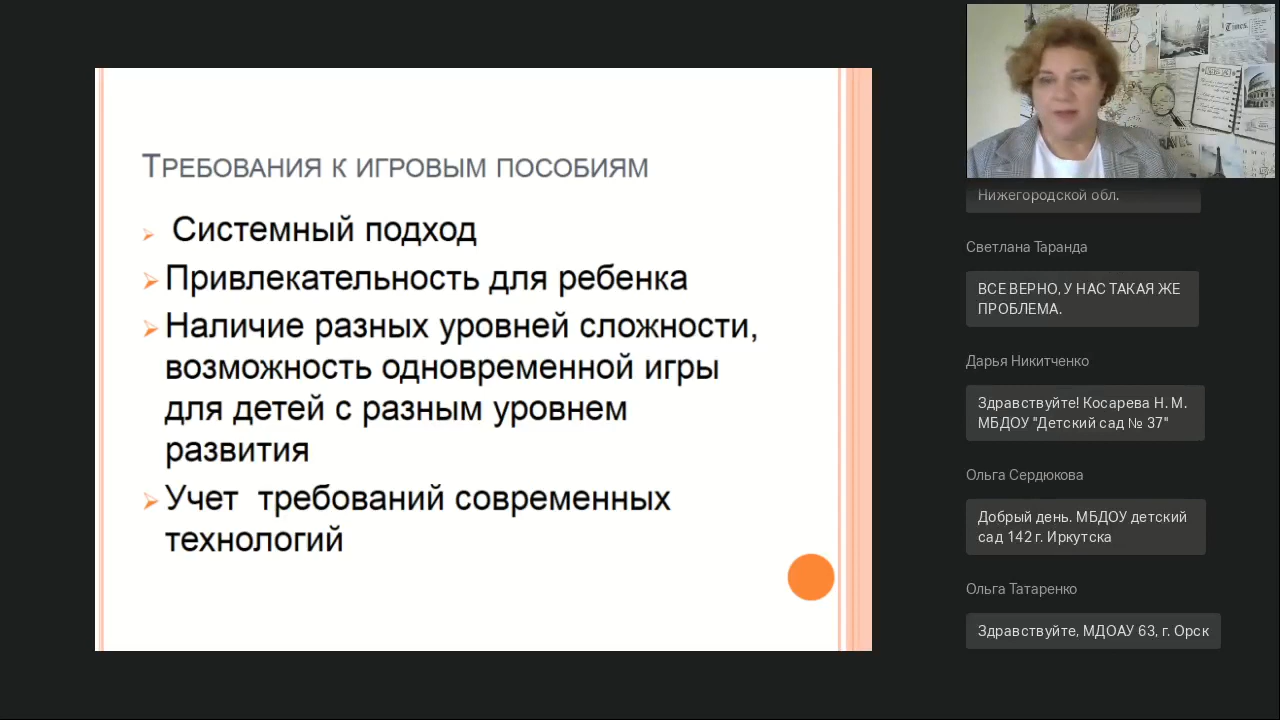 Требования к игровым пособиям
Системный подход
Привлекательность для ребенка
Наличие разных уровней сложности,
возможность одновременной игры
для детей с разным уровнем
развития
Учет требований современных
технологий
Times
TRAVEL
Нижегородской обл.
Светлана Таранда
ВСЕ ВЕРНО, У НАС ТАКАЯ ЖЕ
ПРОБЛЕМА.
Дарья Никитченко
Здравствуйте! Косарева Н. М.
МБДОУ "Детский сад № 37"
Ольга Сердюкова
Добрый день. МБДОУ детский
сад 142 г. Иркутска
Ольга Татаренко
Здравствуйте, МДОАУ 63, г. Орск